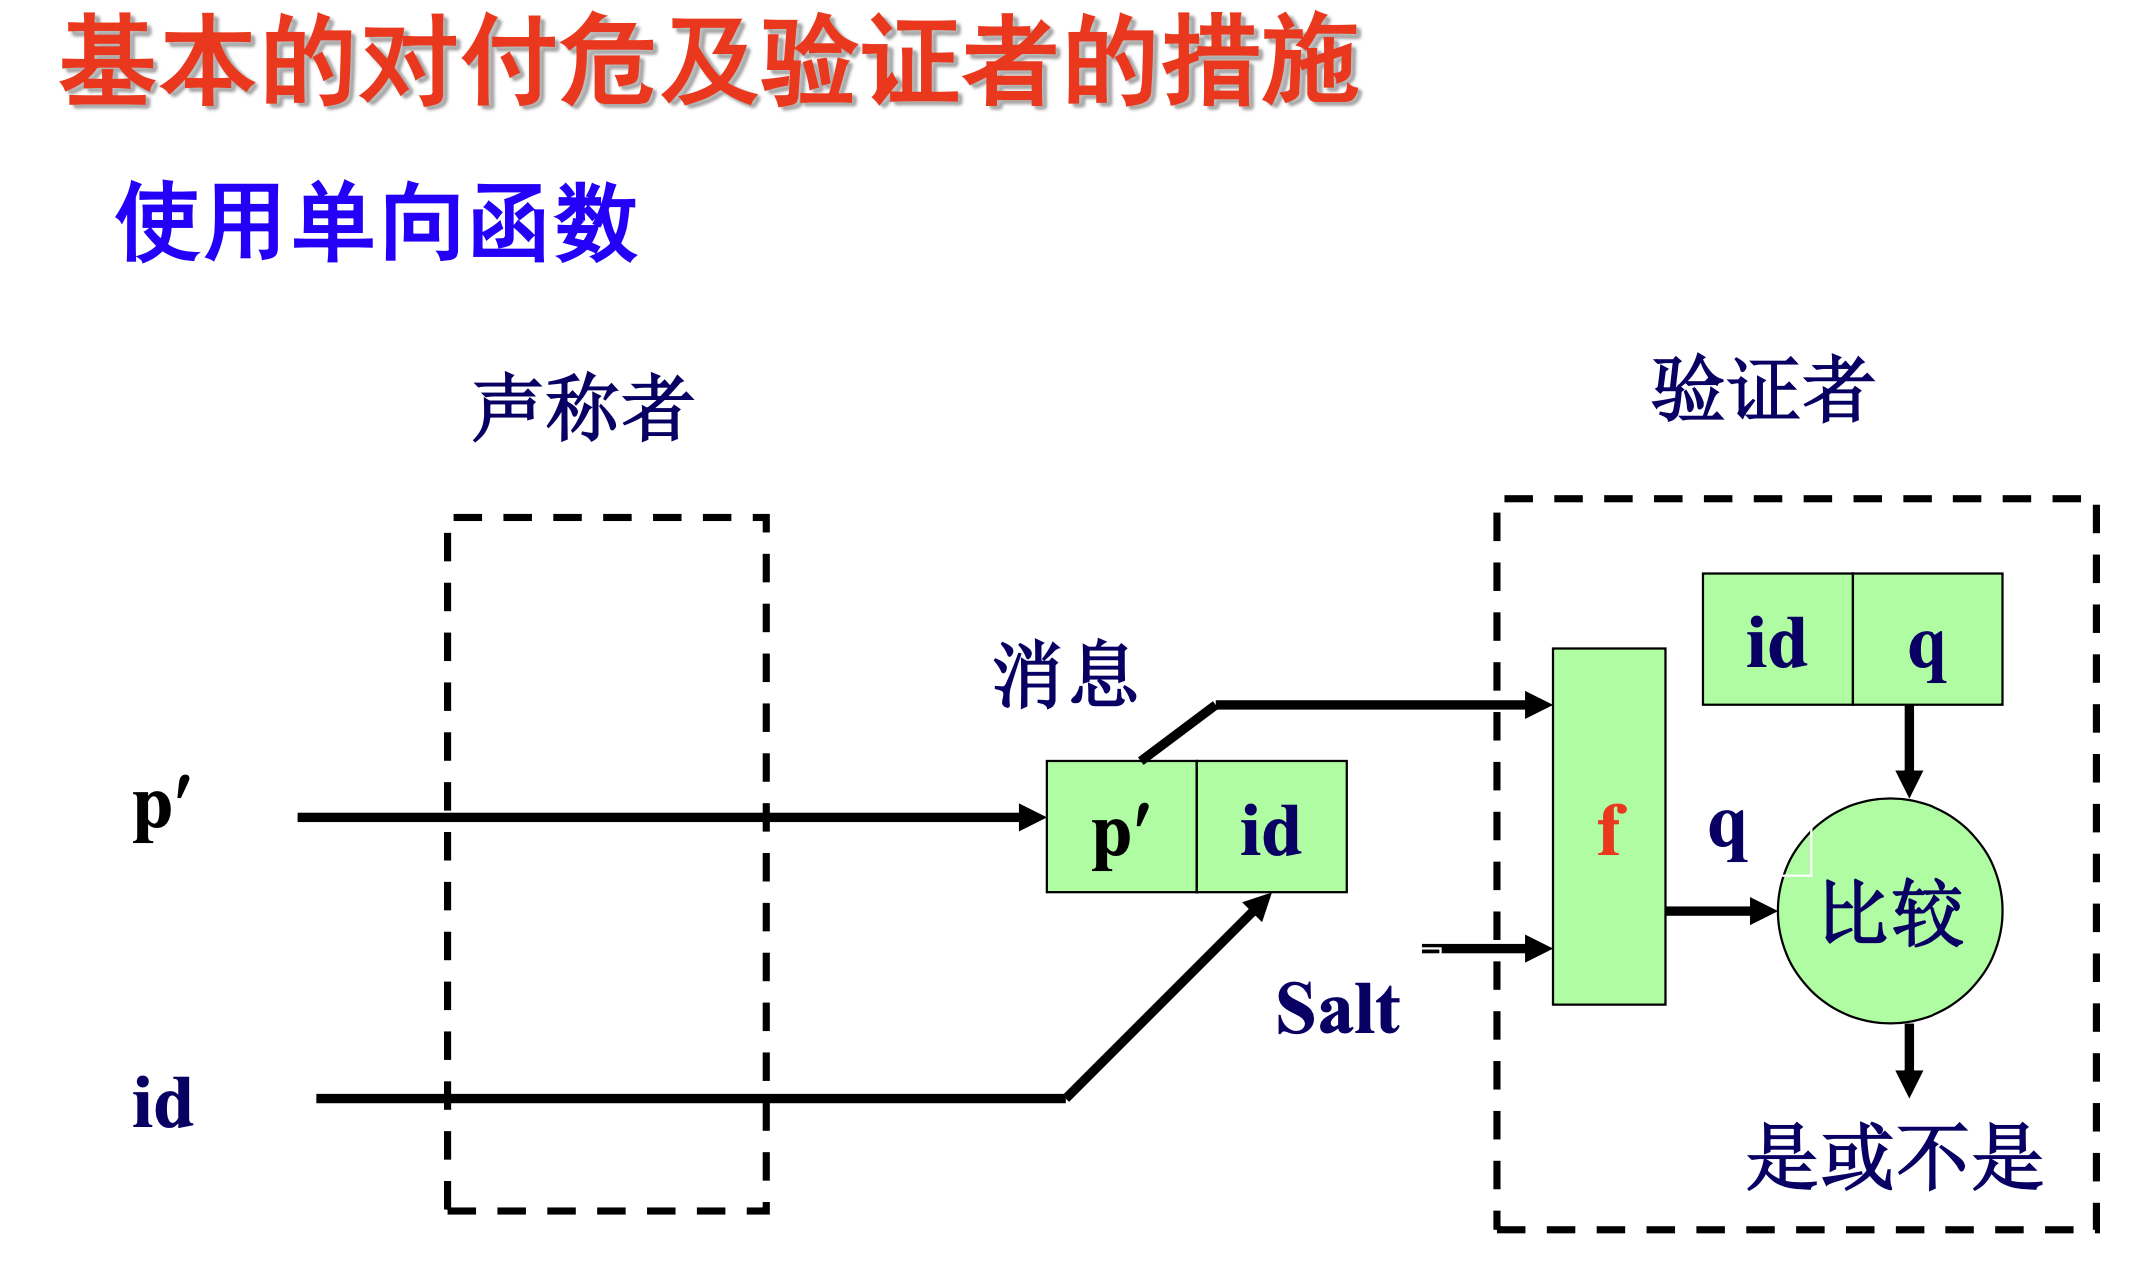 基本的对付危及验证者的措施
使用单向函数
声称者
验证者
消息
id q
p′
p′ id
f
q
比较
Salt
id
是或不是